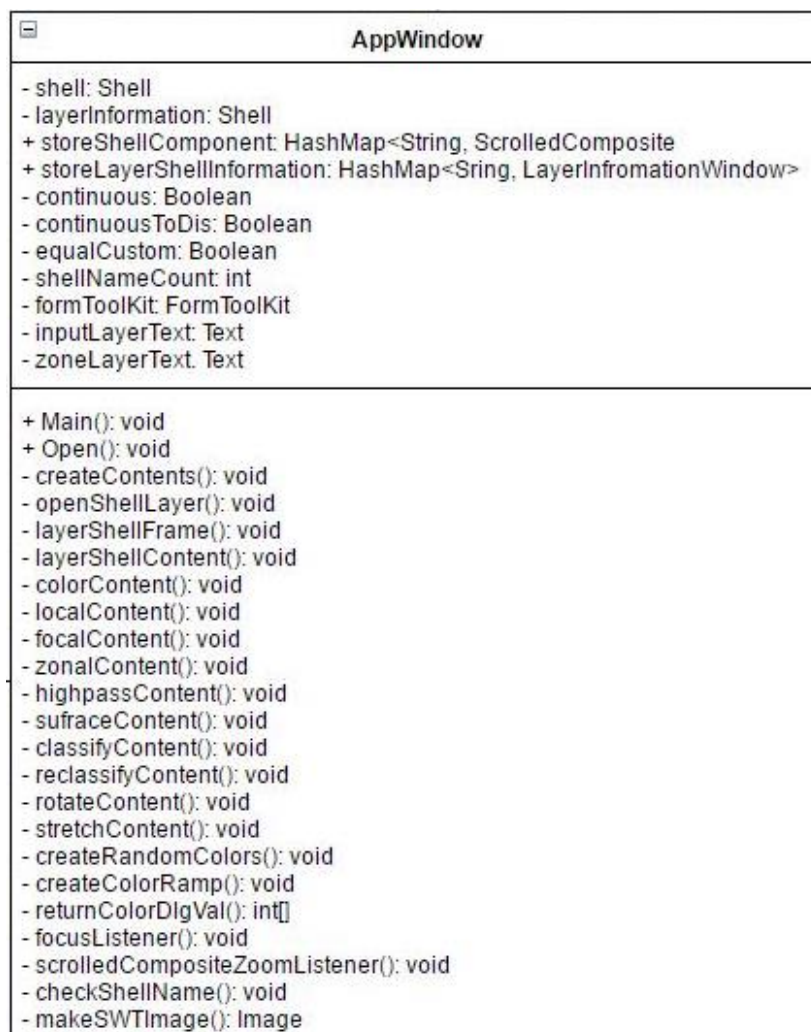 AppWindow
- shell: Shell
- layerInformation: Shell
+ storeShellComponent: HashMap<String, ScrolledComposite
+ storeLayerShellInformation: HashMap<Sring, LayerInfromationWindow>
- continuous: Boolean
- continuousToDis: Boolean
- equalCustom: Boolean
- shellNameCount: int
- formToolKit: FormToolKit
- inputLayerText: Text
- zoneLayerText. Text
+ Main(): void
+ Open(): void
- createContents(): void
- openShellLayer(): void
- layerShellFrame(): void
- layerShellContent(): void
- colorContent(): void
- localContent(): void
- focalContent(): void
- zonalContent(): void
- highpassContent(): void
- sufraceContent(): void
- classifyContent(): void
- reclassifyContent(): void
- rotateContent(): void
- stretchContent(): void
- createRandomColors(): void
- createColorRamp(): void
- returnColorDlgVal(): int[]
- focusListener(): void
- scrolledCompositeZoomListener(): void
- checkShellName(): void
- makeSWTImage(): Image